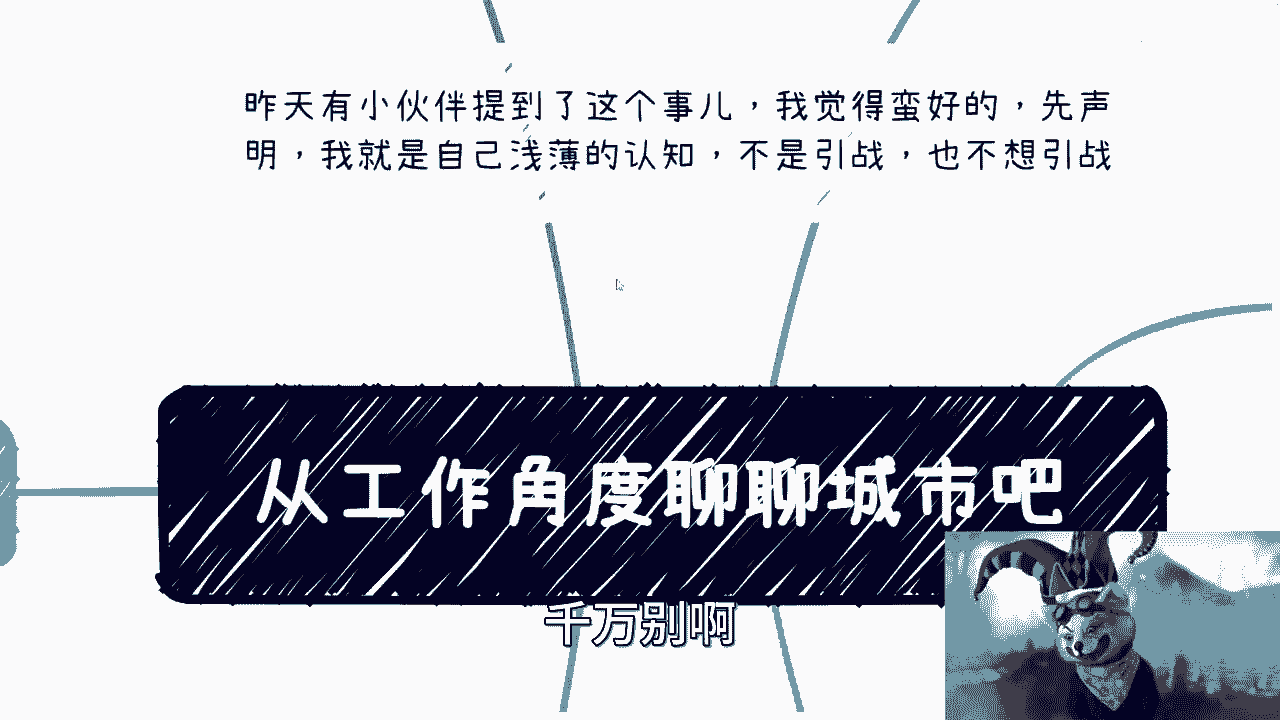 昨天有小伙伴提到了这个事儿，我觉得蛮好的，先声
明，我就是自己浅薄的认知，不是引战，也不想引战
从工作角度聊聊城市吧
千万别啊